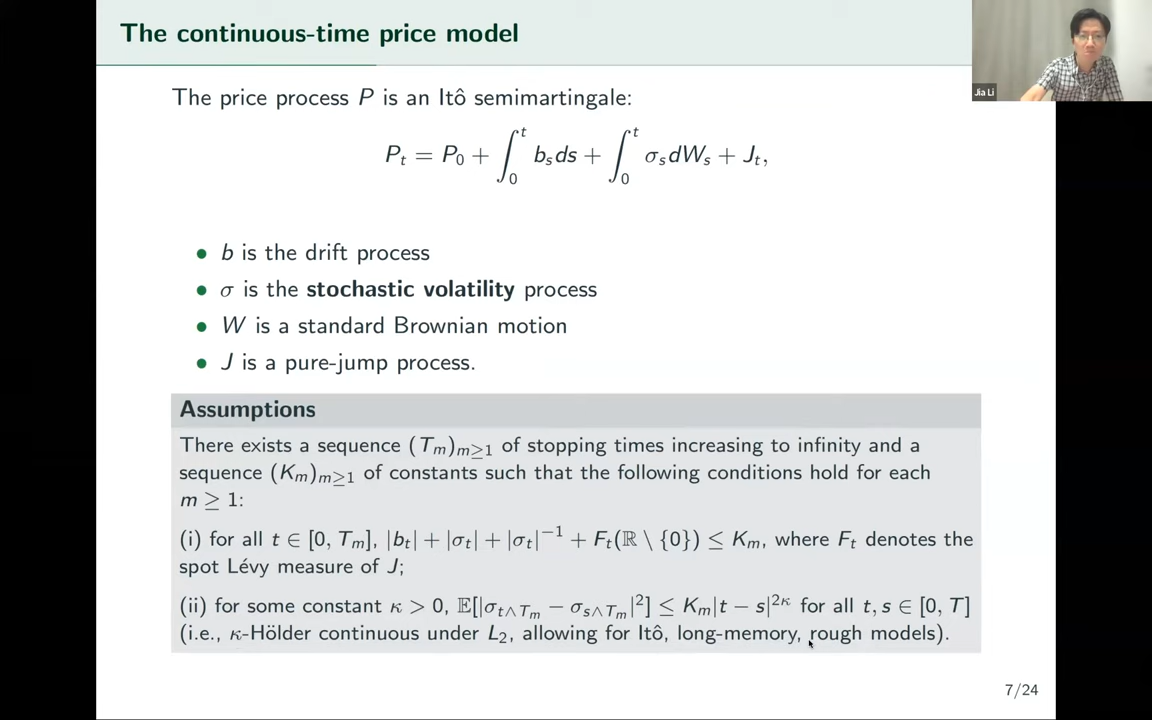 The continuous-time price model
Jia Li
The price process P is an Itô semimartingale:
P_t = P_0 + ∫_0^t b_s ds + ∫_0^t σ_s dW_s + J_t,
• b is the drift process
• σ is the stochastic volatility process
• W is a standard Brownian motion
• J is a pure-jump process.
Assumptions
There exists a sequence (T_m)_{m≥1} of stopping times increasing to infinity and a
sequence (K_m)_{m≥1} of constants such that the following conditions hold for each
m ≥ 1:
(i) for all t ∈ [0, T_m], |b_t| + |σ_t| + |σ_t|^{−1} + F_t(ℝ \ {0}) ≤ K_m, where F_t denotes the
spot Lévy measure of J;
(ii) for some constant κ > 0, 𝔼[|σ_{t∧T_m} − σ_{s∧T_m}|^2] ≤ K_m|t − s|^{2κ} for all t, s ∈ [0, T]
(i.e., κ-Hölder continuous under L_2, allowing for Itô, long-memory, rough models).
7/24